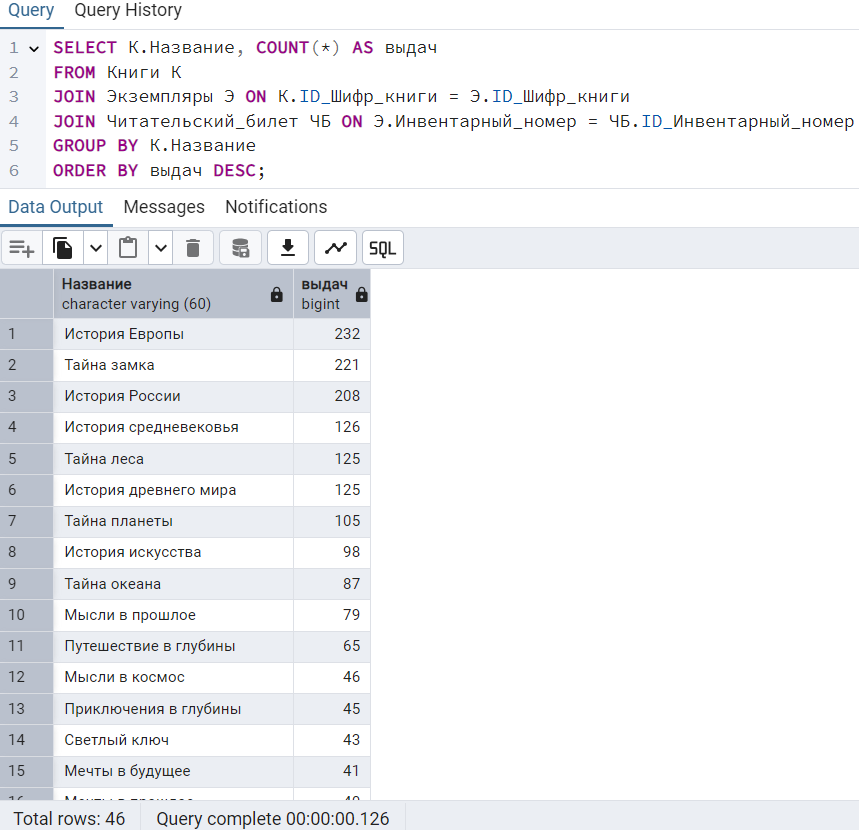 Query Query History
1 SELECT К.Название, COUNT(*) AS выдач
2 FROM Книги К
3 JOIN Экземпляры Э ON К.ID_Шифр_книги = Э.ID_Шифр_книги
4 JOIN Читательский_билет ЧБ ON Э.Инвентарный_номер = ЧБ.ID_Инвентарный_номер
5 GROUP BY К.Название
6 ORDER BY выдач DESC;
Data Output Messages Notifications
SQL
Название выдач
character varying (60) bigint
1 История Европы 232
2 Тайна замка 221
3 История России 208
4 История средневековья 126
5 Тайна леса 125
6 История древнего мира 125
7 Тайна планеты 105
8 История искусства 98
9 Тайна океана 87
10 Мысли в прошлое 79
11 Путешествие в глубины 65
12 Мысли в космос 46
13 Приключения в глубины 45
14 Светлый ключ 43
15 Мечты в будущее 41
Total rows: 46 Query complete 00:00:00.126